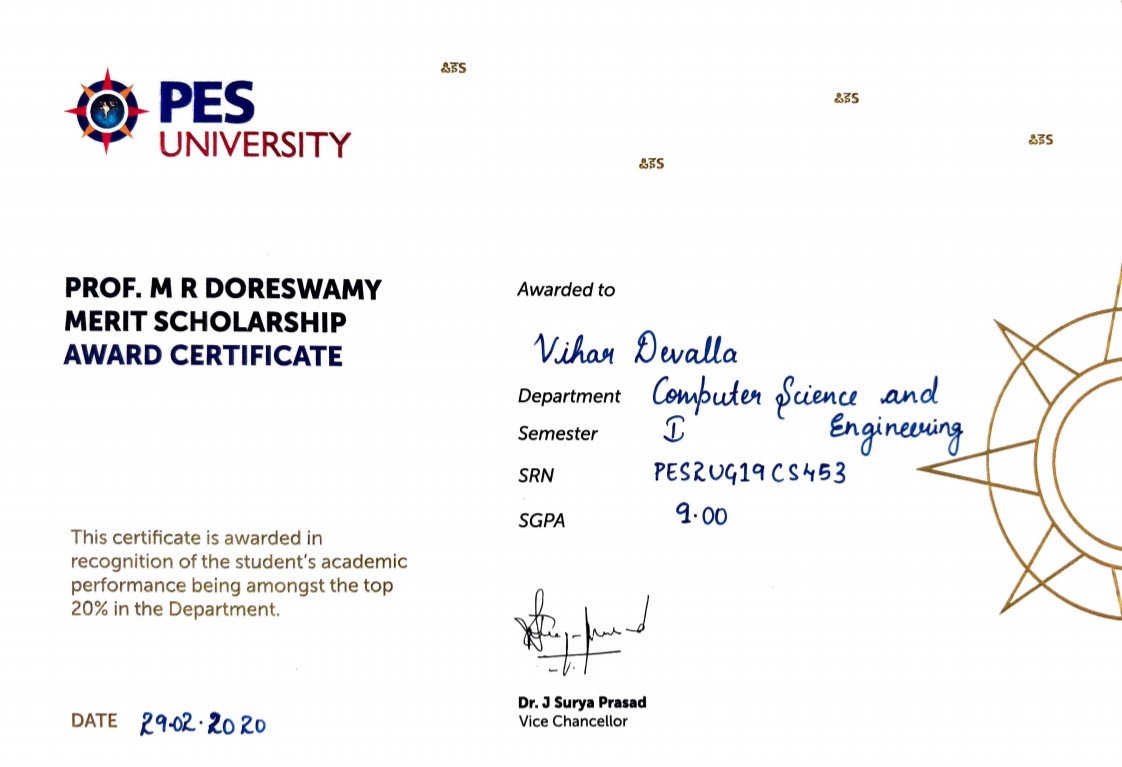 PES
UNIVERSITY
PROF. M R DORESWAMY
MERIT SCHOLARSHIP
AWARD CERTIFICATE
This certificate is awarded in
recognition of the student's academic
performance being amongst the top
20% in the Department.
DATE 29.02.2020
Awarded to
Vihar Devalla
Department Computer Science and
Semester I Engineering
SRN PES2UG19CS453
SGPA 9.00
Dr. J Surya Prasad
Vice Chancellor